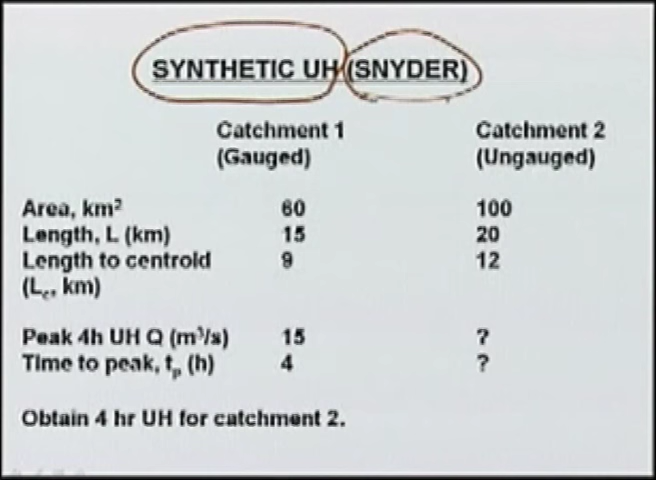 SYNTHETIC UH (SNYDER)
Catchment 1 Catchment 2
(Gauged) (Ungauged)
Area, km² 60 100
Length, L (km) 15 20
Length to centroid 9 12
(Lc, km)
Peak 4h UH Q (m³/s) 15 ?
Time to peak, tp (h) 4 ?
Obtain 4 hr UH for catchment 2.